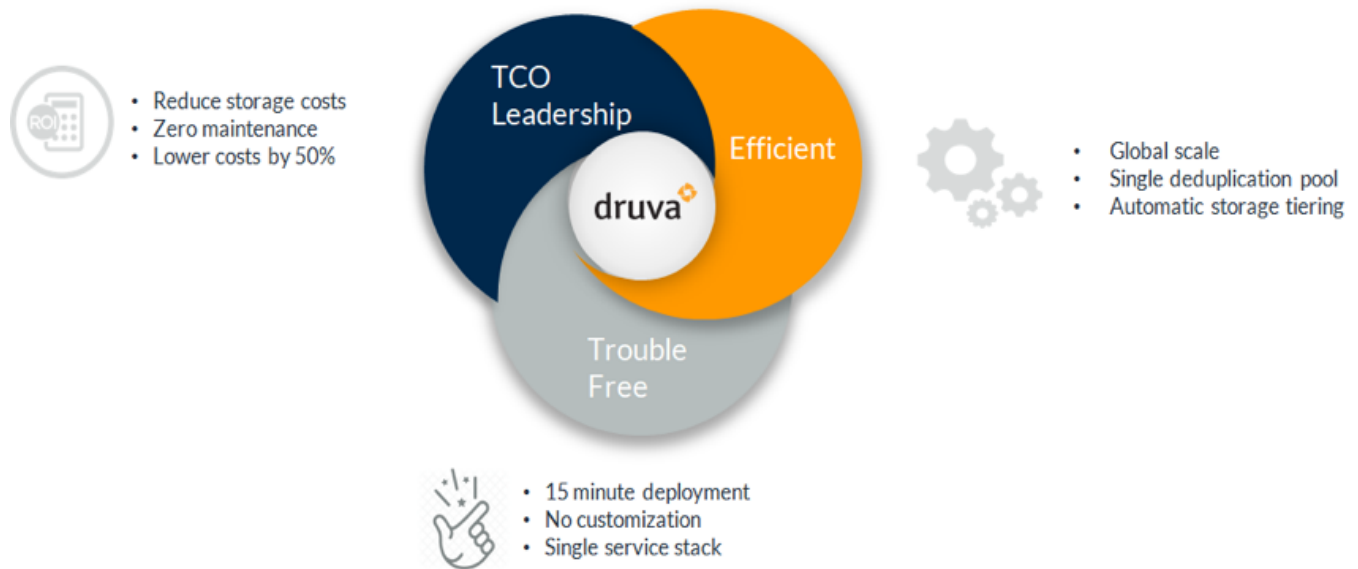 TCO
Leadership
Efficient
druva
Trouble
Free
ROI
• Reduce storage costs
• Zero maintenance
• Lower costs by 50%
• Global scale
• Single deduplication pool
• Automatic storage tiering
• 15 minute deployment
• No customization
• Single service stack